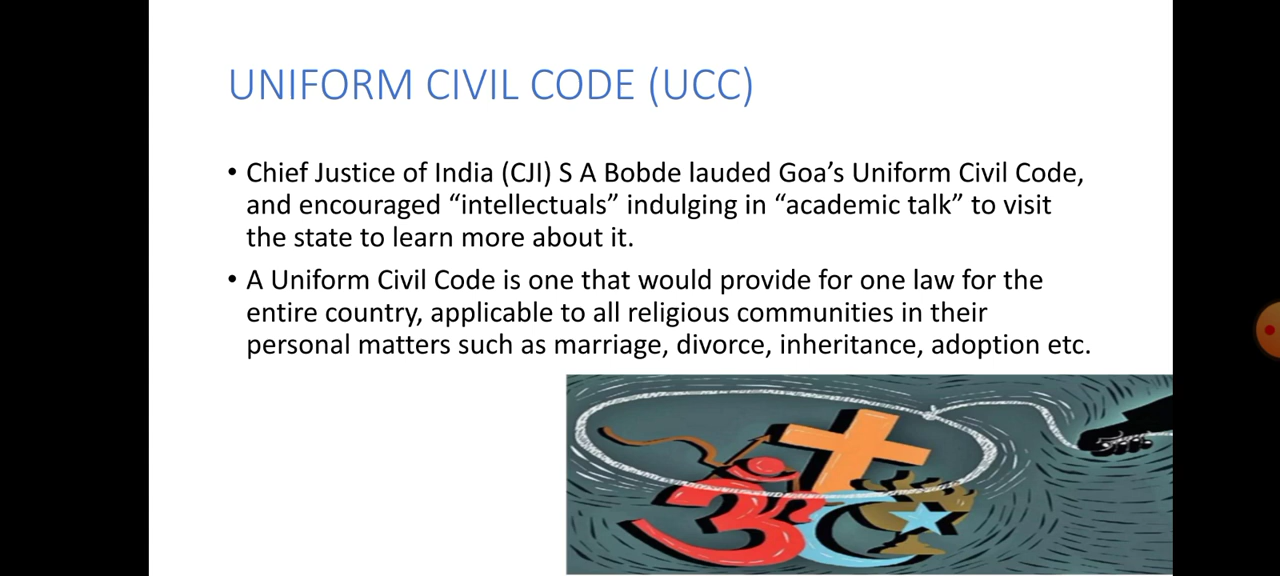 UNIFORM CIVIL CODE (UCC)
• Chief Justice of India (CJI) S A Bobde lauded Goa’s Uniform Civil Code,
and encouraged “intellectuals” indulging in “academic talk” to visit
the state to learn more about it.
• A Uniform Civil Code is one that would provide for one law for the
entire country, applicable to all religious communities in their
personal matters such as marriage, divorce, inheritance, adoption etc.